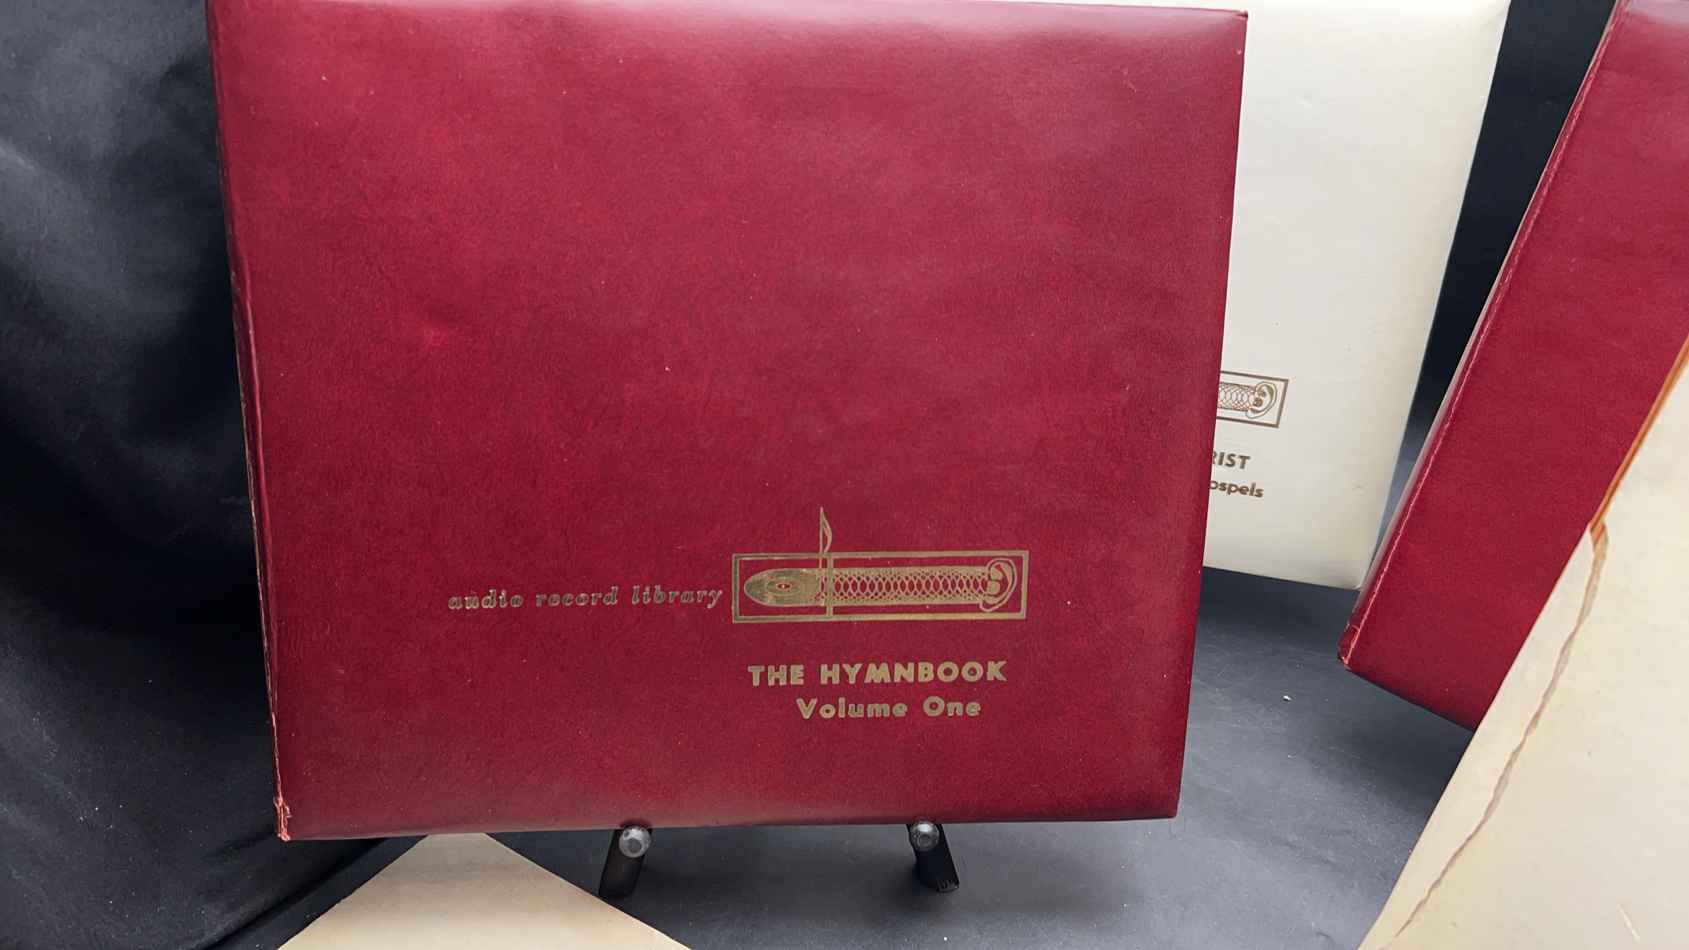 audio record library
THE HYMNBOOK
Volume One
RIST
ospels